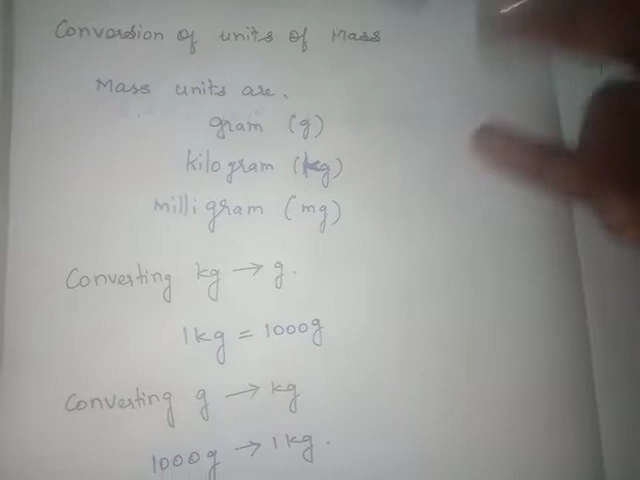 Conversion of units of Mass
Mass units are.
gram (g)
kilogram (kg)
milligram (mg)
Converting kg → g.
1kg = 1000g
Converting g → kg
1000g → 1kg.